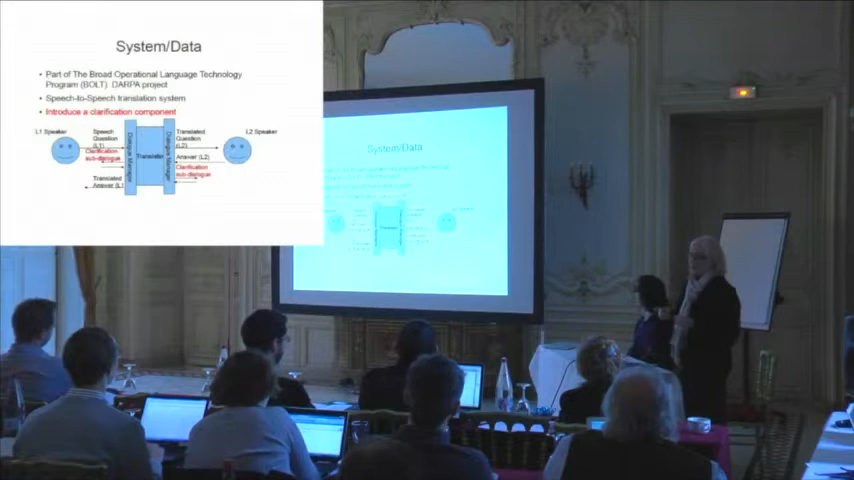 System/Data
• Part of The Broad Operational Language Technology
Program (BOLT) DARPA project
• Speech-to-Speech translation system
• Introduce a clarification component
L1 Speaker
Speech
Question
(L1)
Clarification
sub-dialogue
Translated
Answer (L1)
Dialogue Manager
Translator
Dialogue Manager
Translated
Question
(L2)
Answer (L2)
Clarification
sub-dialogue
L2 Speaker
System/Data